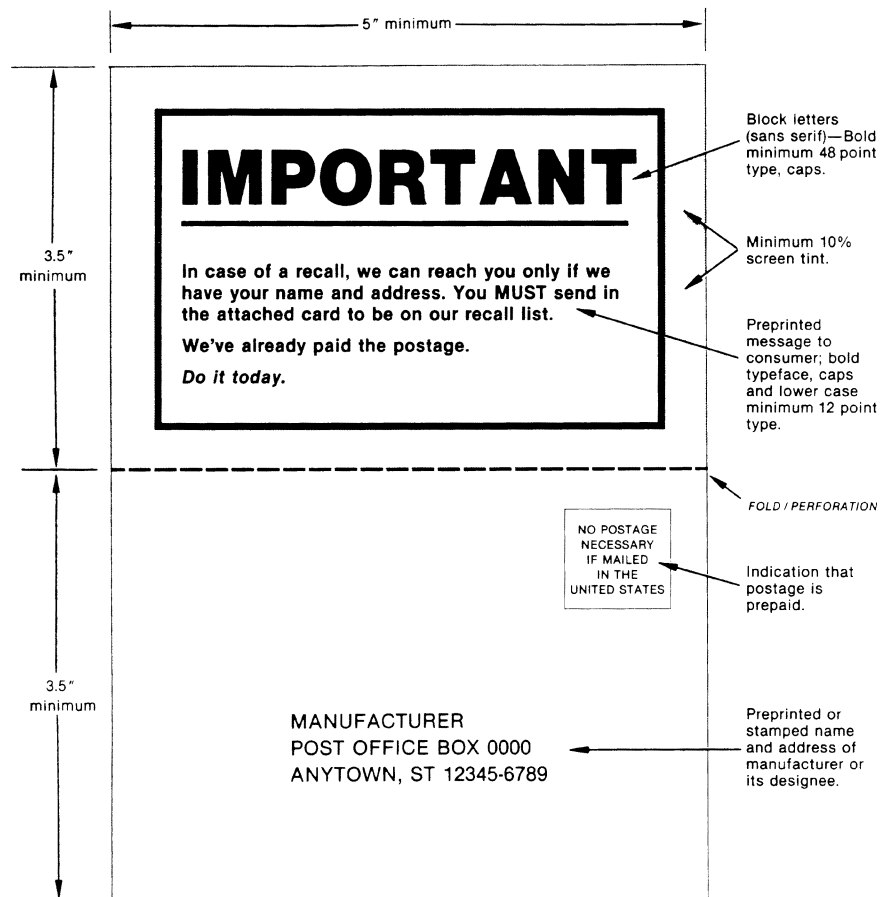 5″ minimum
IMPORTANT
Block letters
(sans serif)—Bold
minimum 48 point
type, caps.
3.5″
minimum
Minimum 10%
screen tint.
In case of a recall, we can reach you only if we
have your name and address. You MUST send in
the attached card to be on our recall list.
We've already paid the postage.
Do it today.
Preprinted
message to
consumer; bold
typeface, caps
and lower case
minimum 12 point
type.
FOLD / PERFORATION
NO POSTAGE
NECESSARY
IF MAILED
IN THE
UNITED STATES
Indication that
postage is
prepaid.
3.5″
minimum
MANUFACTURER
POST OFFICE BOX 0000
ANYTOWN, ST 12345-6789
Preprinted or
stamped name
and address of
manufacturer or
its designee.